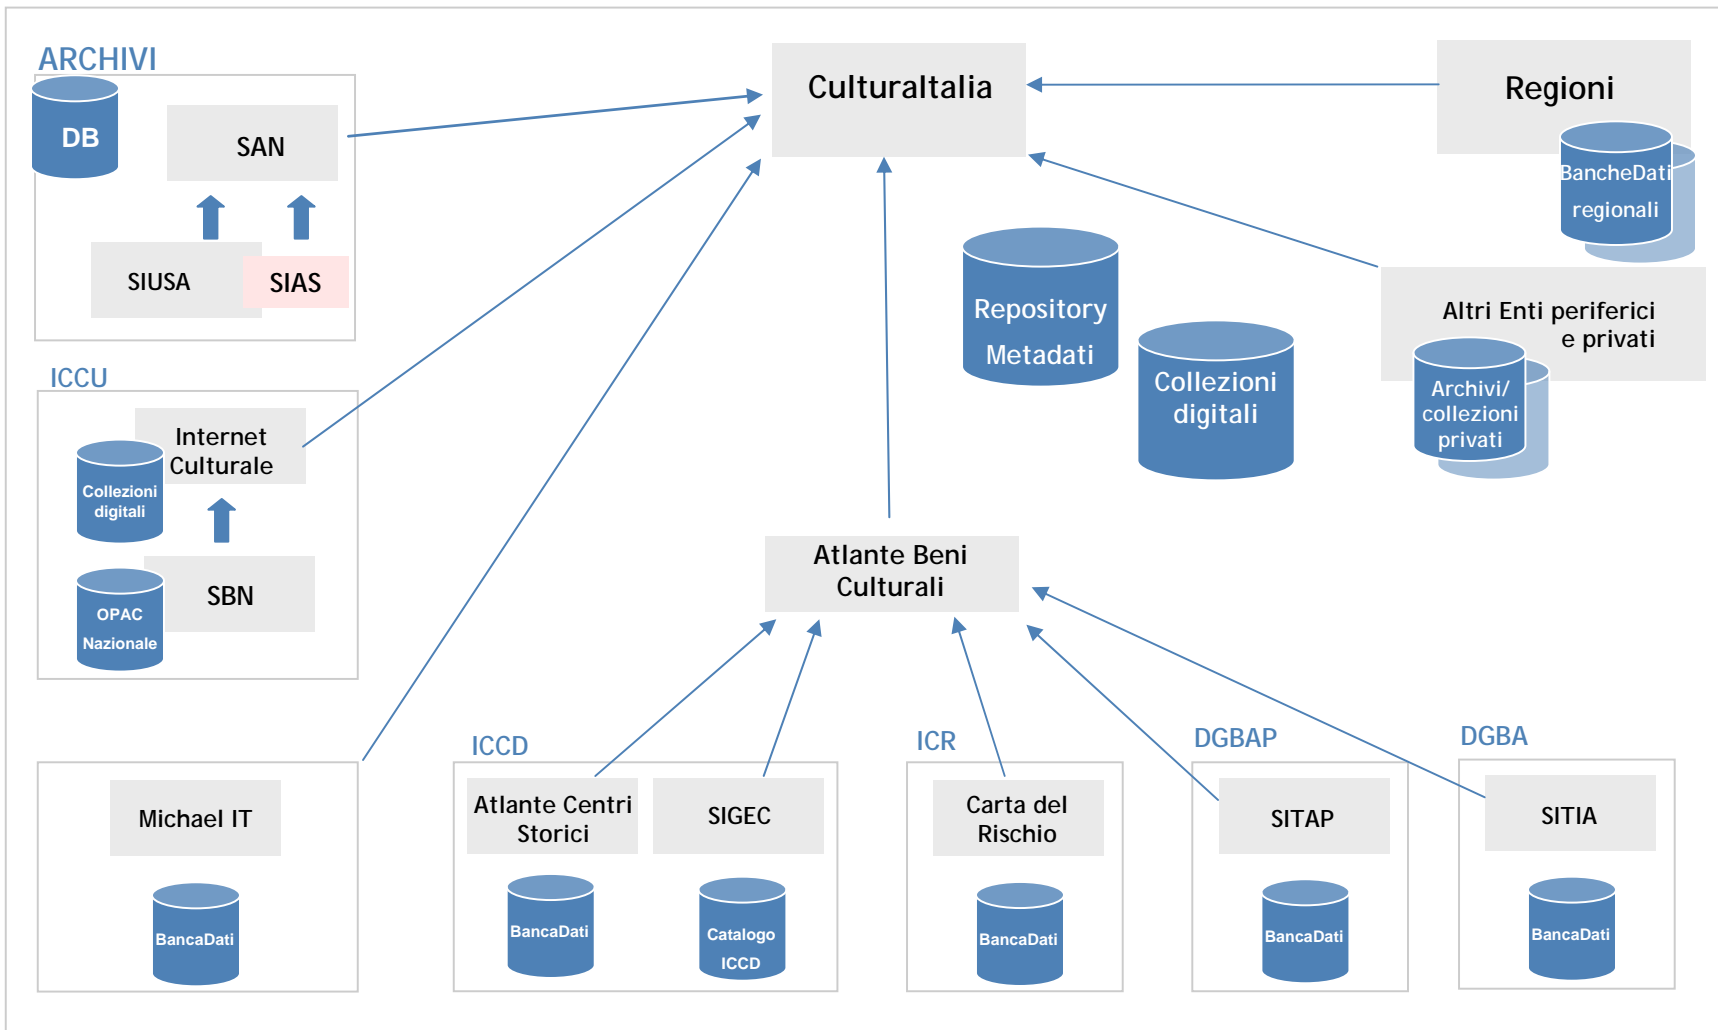 ARCHIVI
DB
SAN
SIUSA
SIAS
CulturaItalia
Regioni
BancheDati
regionali
Repository
Metadati
Collezioni
digitali
Altri Enti periferici
e privati
Archivi/
collezioni
privati
ICCU
Internet
Culturale
Collezioni
digitali
SBN
OPAC
Nazionale
Atlante Beni
Culturali
Michael IT
BancaDati
ICCD
Atlante Centri
Storici
BancaDati
SIGEC
Catalogo
ICCD
ICR
Carta del
Rischio
BancaDati
DGBAP
SITAP
BancaDati
DGBA
SITIA
BancaDati